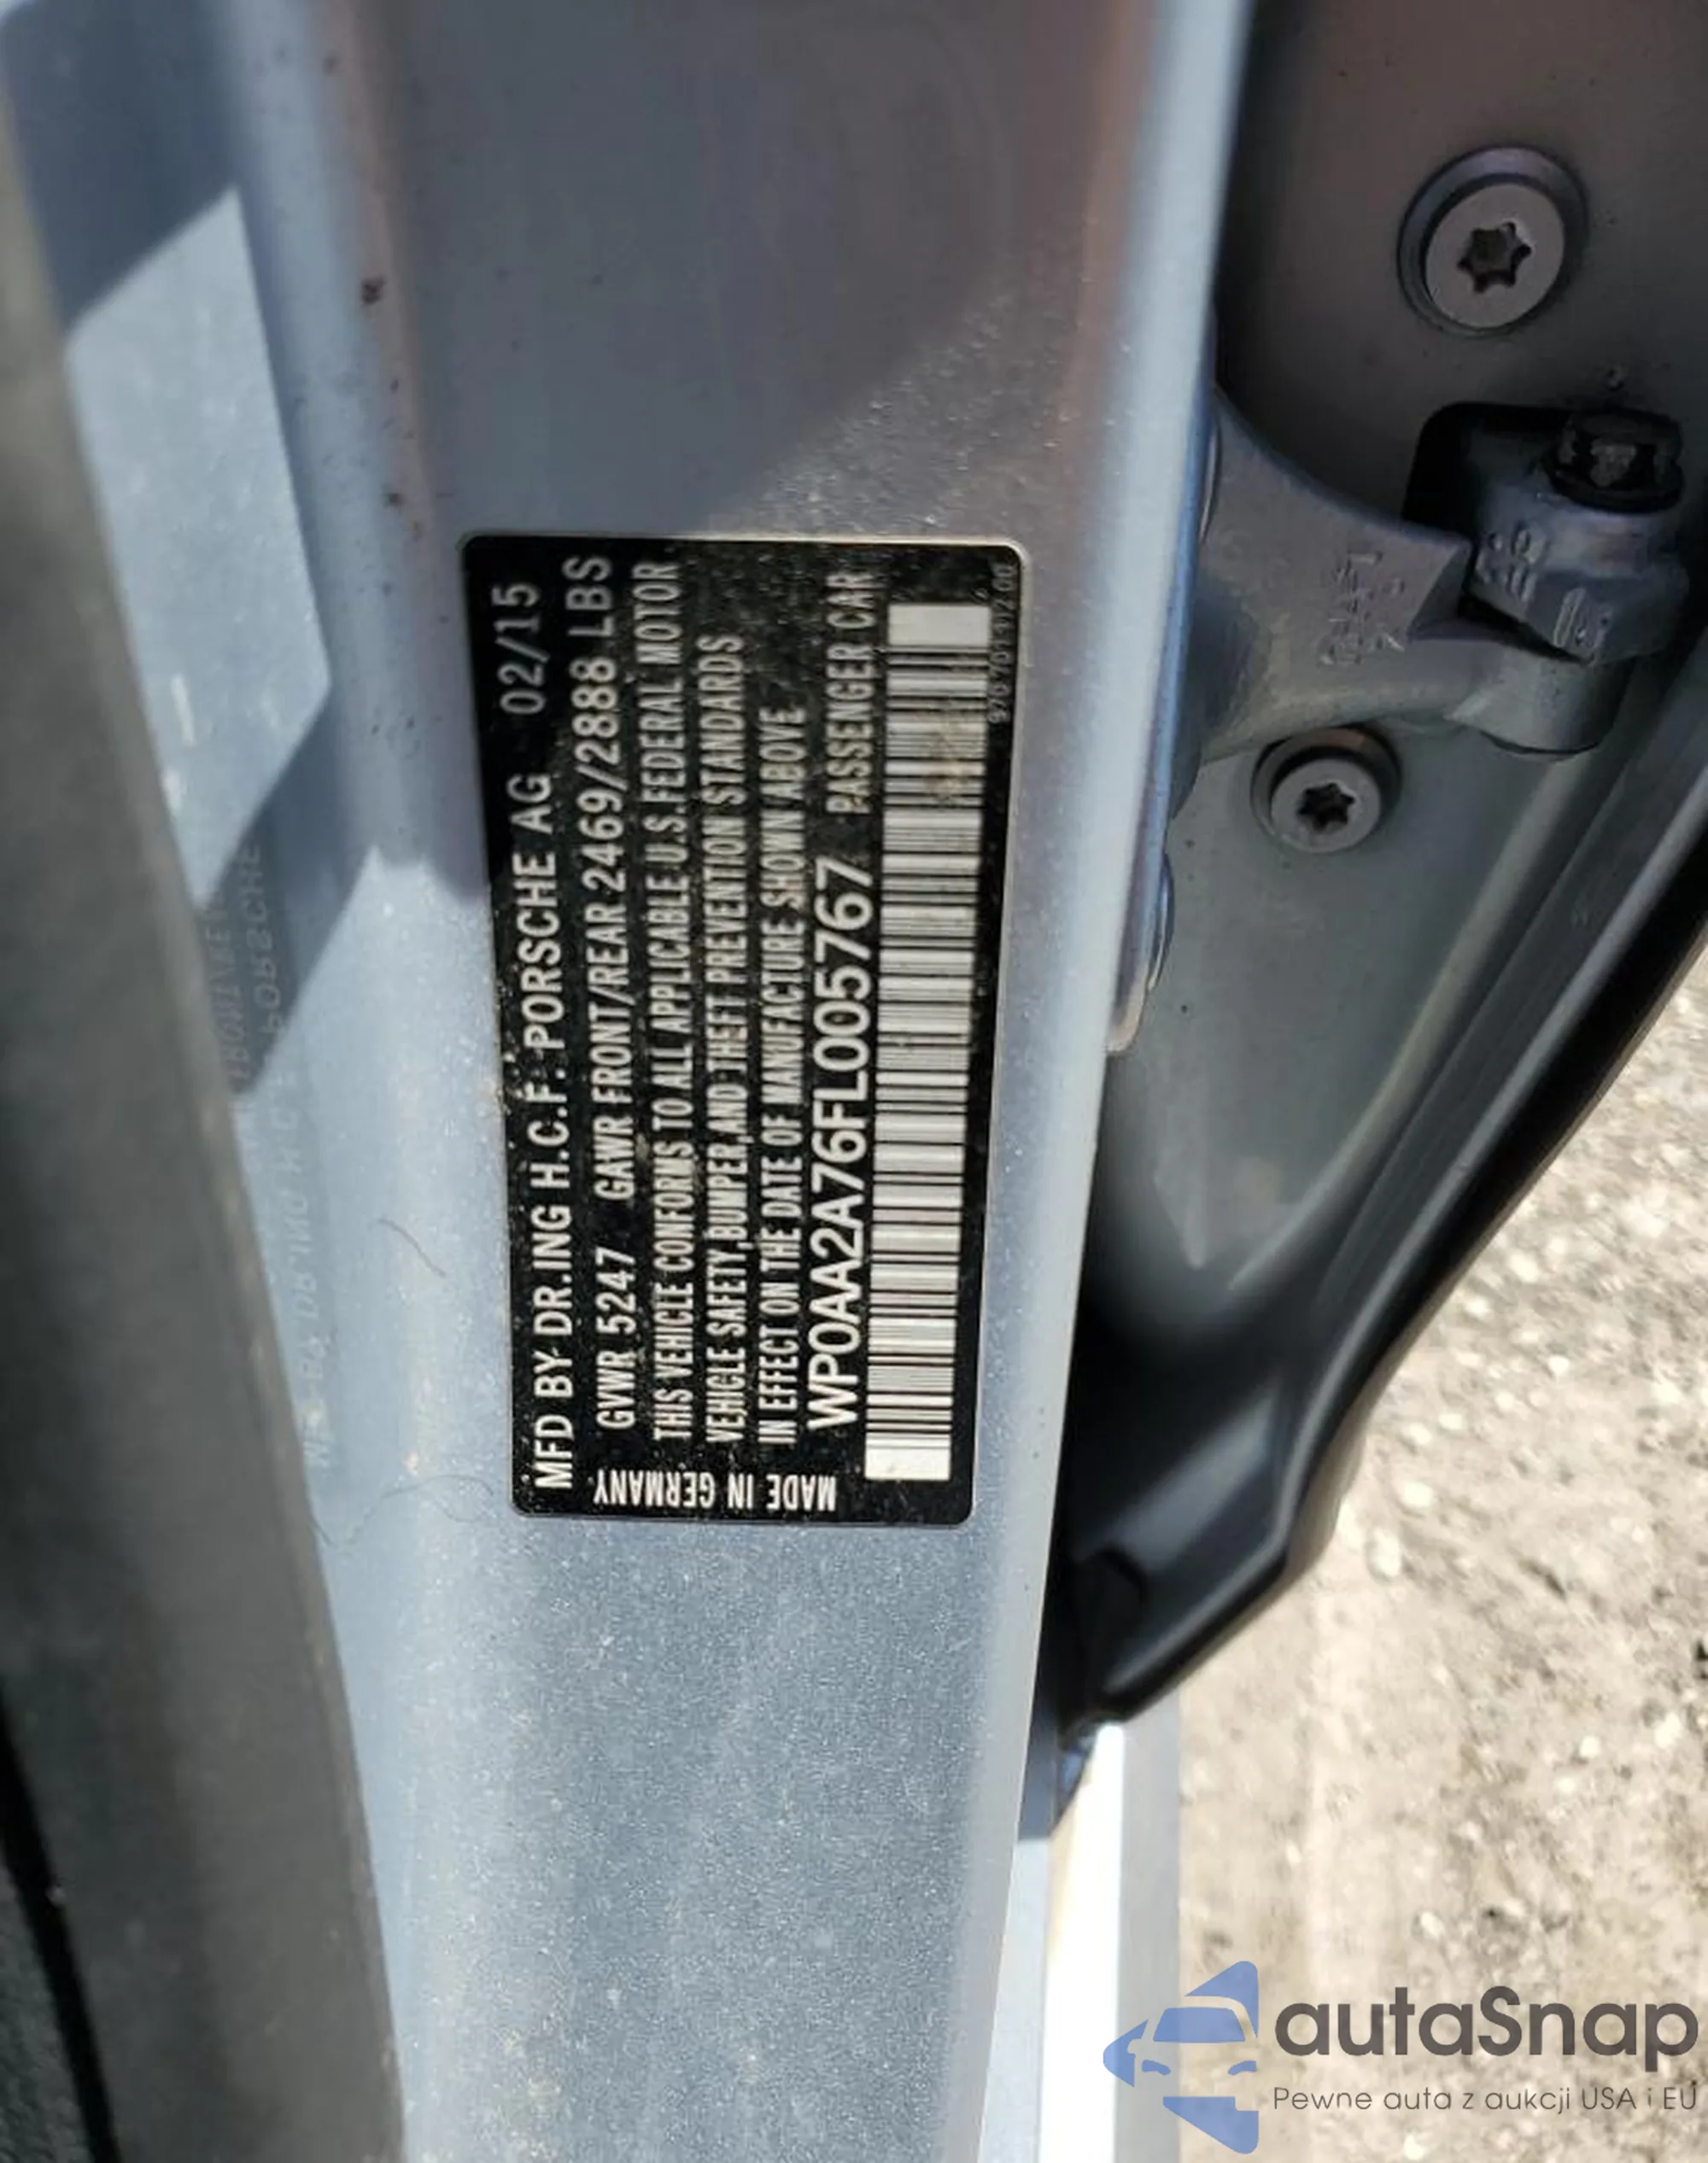 MFD BY DR.ING H.C.F. PORSCHE AG 02/15
GVWR 5247 GAWR FRONT/REAR 2469/2888 LBS
THIS VEHICLE CONFORMS TO ALL APPLICABLE U.S.FEDERAL MOTOR
VEHICLE SAFETY,BUMPER,AND THEFT PREVENTION STANDARDS
IN EFFECT ON THE DATE OF MANUFACTURE SHOWN ABOVE
WP0AA2A76FL005767 PASSENGER CAR
MADE IN GERMANY
autaSnap
Pewne auta z aukcji USA i EU